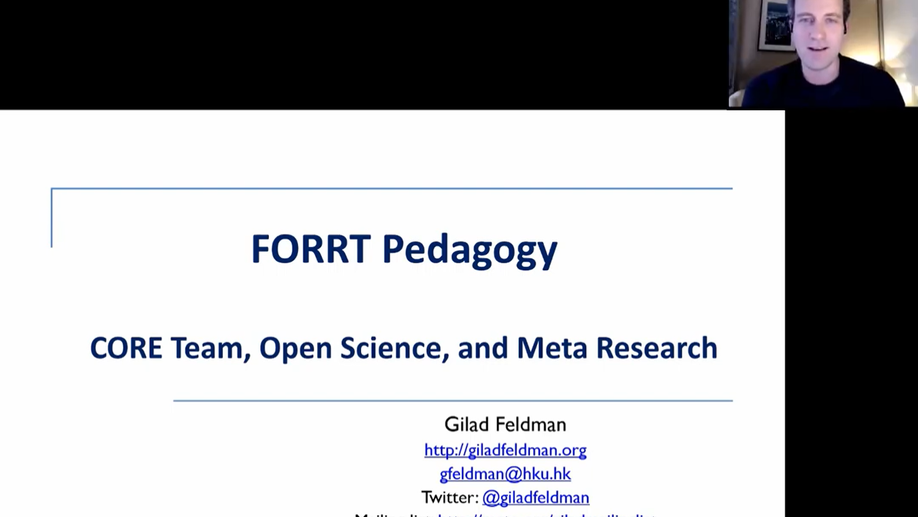 FORRT Pedagogy
CORE Team, Open Science, and Meta Research
Gilad Feldman
http://giladfeldman.org
gfeldman@hku.hk
Twitter: @giladfeldman